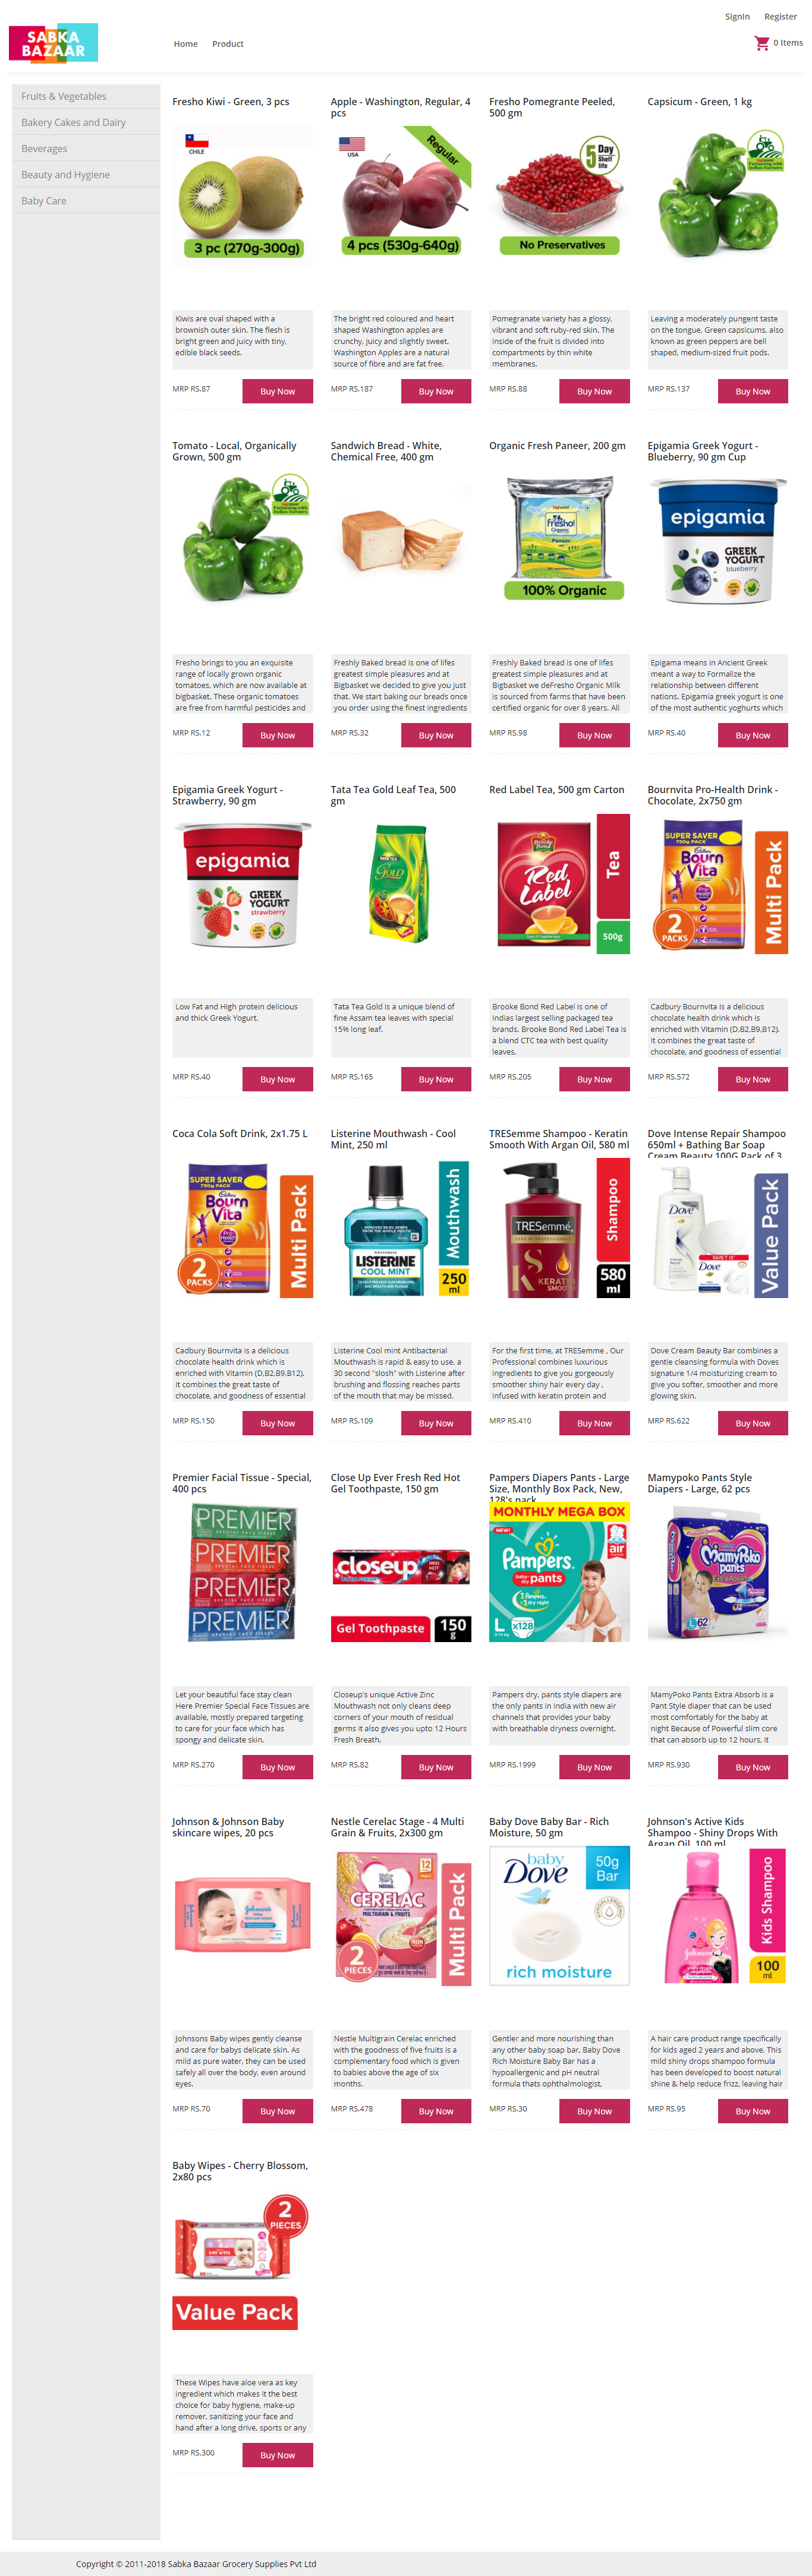 SignIn Register
SABKA
BAZAAR
Home Product
0 Items
Fruits & Vegetables
Bakery Cakes and Dairy
Beverages
Beauty and Hygiene
Baby Care
Fresho Kiwi - Green, 3 pcs
CHILE
3 pc (270g-300g)
Kiwis are oval shaped with a
brownish outer skin. The flesh is
bright green and juicy with tiny,
edible black seeds.
MRP RS.87
Buy Now
Apple - Washington, Regular, 4
pcs
USA
Regular
4 pcs (530g-640g)
The bright red coloured and heart
shaped Washington apples are
crunchy, juicy and slightly sweet.
Washington Apples are a natural
source of fibre and are fat free.
MRP RS.187
Buy Now
Fresho Pomegrante Peeled,
500 gm
5 Day
Shelf
life
No Preservatives
Pomegranate variety has a glossy,
vibrant and soft ruby-red skin. The
inside of the fruit is divided into
compartments by thin white
membranes.
MRP RS.88
Buy Now
Capsicum - Green, 1 kg
Partnering with
Indian Farmers
Leaving a moderately pungent taste
on the tongue, Green capsicums, also
known as green peppers are bell
shaped, medium-sized fruit pods.
MRP RS.137
Buy Now
Tomato - Local, Organically
Grown, 500 gm
Partnering with
Indian Farmers
Fresho brings to you an exquisite
range of locally grown organic
tomatoes, which are now available at
bigbasket. These organic tomatoes
are free from harmful pesticides and
MRP RS.12
Buy Now
Sandwich Bread - White,
Chemical Free, 400 gm
Freshly Baked bread is one of lifes
greatest simple pleasures and at
Bigbasket we decided to give you just
that. We start baking our breads once
you order using the finest ingredients
MRP RS.32
Buy Now
Organic Fresh Paneer, 200 gm
fresho!
Organic
Paneer
100% Organic
Freshly Baked bread is one of lifes
greatest simple pleasures and at
Bigbasket we deFresho Organic Milk
is sourced from farms that have been
certified organic for over 8 years. All
MRP RS.98
Buy Now
Epigamia Greek Yogurt -
Blueberry, 90 gm Cup
epigamia
GREEK
YOGURT
blueberry
Epigama means in Ancient Greek
meant a way to Formalize the
relationship between different
nations. Epigamia greek yogurt is one
of the most authentic yoghurts which
MRP RS.40
Buy Now
Epigamia Greek Yogurt -
Strawberry, 90 gm
epigamia
GREEK
YOGURT
strawberry
Low Fat and High protein delicious
and thick Greek Yogurt.
MRP RS.40
Buy Now
Tata Tea Gold Leaf Tea, 500
gm
TATA TEA
GOLD
Tata Tea Gold is a unique blend of
fine Assam tea leaves with special
15% long leaf.
MRP RS.165
Buy Now
Red Label Tea, 500 gm Carton
Brooke
Bond
Red
Label
Tea
500g
Brooke Bond Red Label is one of
Indias largest selling packaged tea
brands. Brooke Bond Red Label Tea is
a blend CTC tea with best quality
leaves.
MRP RS.205
Buy Now
Bournvita Pro-Health Drink -
Chocolate, 2x750 gm
SUPER SAVER
750g PACK
Cadbury
Bourn
Vita
2
PACKS
Multi Pack
Cadbury Bournvita is a delicious
chocolate health drink which is
enriched with Vitamin (D,B2,B9,B12).
It combines the great taste of
chocolate, and goodness of essential
MRP RS.572
Buy Now
Coca Cola Soft Drink, 2x1.75 L
SUPER SAVER
750g PACK
Cadbury
Bourn
Vita
2
PACKS
Multi Pack
Cadbury Bournvita is a delicious
chocolate health drink which is
enriched with Vitamin (D,B2,B9,B12).
It combines the great taste of
chocolate, and goodness of essential
MRP RS.150
Buy Now
Listerine Mouthwash - Cool
Mint, 250 ml
LISTERINE
COOL MINT
Mouthwash
250
ml
Listerine Cool mint Antibacterial
Mouthwash is rapid & easy to use, a
30 second "slosh" with Listerine after
brushing and flossing reaches parts
of the mouth that may be missed.
MRP RS.109
Buy Now
TRESemme Shampoo - Keratin
Smooth With Argan Oil, 580 ml
TRESemmé
KS
KERATIN
SMOOTH
Shampoo
580
ml
For the first time, at TRESemme , Our
Professional combines luxurious
ingredients to give you gorgeously
smoother shiny hair every day ,
infused with keratin protein and
MRP RS.410
Buy Now
Dove Intense Repair Shampoo
650ml + Bathing Bar Soap
Cream Beauty 100G Pack of 3
Dove
Dove
Value Pack
Dove Cream Beauty Bar combines a
gentle cleansing formula with Doves
signature 1/4 moisturizing cream to
give you softer, smoother and more
glowing skin.
MRP RS.622
Buy Now
Premier Facial Tissue - Special,
400 pcs
PREMIER
SPECIAL FACE TISSUE
PREMIER
SPECIAL FACE TISSUE
PREMIER
SPECIAL FACE TISSUE
PREMIER
Let your beautiful face stay clean
Here Premier Special Face Tissues are
available, mostly prepared targeting
to care for your face which has
spongy and delicate skin.
MRP RS.270
Buy Now
Close Up Ever Fresh Red Hot
Gel Toothpaste, 150 gm
closeup
RED
HOT
Gel Toothpaste
150
g
Closeup's unique Active Zinc
Mouthwash not only cleans deep
corners of your mouth of residual
germs it also gives you upto 12 Hours
Fresh Breath.
MRP RS.82
Buy Now
Pampers Diapers Pants - Large
Size, Monthly Box Pack, New,
128's pack
MONTHLY MEGA BOX
NEW!
Pampers
baby-dry pants
air
L x128
Pampers dry, pants style diapers are
the only pants in India with new air
channels that provides your baby
with breathable dryness overnight.
MRP RS.1999
Buy Now
Mamypoko Pants Style
Diapers - Large, 62 pcs
MamyPoko
pants
Extra Absorb
L 62
MamyPoko Pants Extra Absorb is a
Pant Style diaper that can be used
most comfortably for the baby at
night Because of Powerful slim core
that can absorb up to 12 hours, it
MRP RS.930
Buy Now
Johnson & Johnson Baby
skincare wipes, 20 pcs
Johnson's
Johnsons Baby wipes gently cleanse
and care for babys delicate skin. As
mild as pure water, they can be used
safely all over the body, even around
eyes.
MRP RS.70
Buy Now
Nestle Cerelac Stage - 4 Multi
Grain & Fruits, 2x300 gm
12
Nestle
CERELAC
MULTIGRAIN & FRUITS
2
PIECES
Multi Pack
Nestle Multigrain Cerelac enriched
with the goodness of five fruits is a
complementary food which is given
to babies above the age of six
months.
MRP RS.478
Buy Now
Baby Dove Baby Bar - Rich
Moisture, 50 gm
baby
Dove
50g
Bar
HYPOALLERGENIC
rich moisture
Gentler and more nourishing than
any other baby soap bar, Baby Dove
Rich Moisture Baby Bar has a
hypoallergenic and pH neutral
formula thats ophthalmologist,
MRP RS.30
Buy Now
Johnson's Active Kids
Shampoo - Shiny Drops With
Argan Oil, 100 ml
Kids Shampoo
100
ml
A hair care product range specifically
for kids aged 2 years and above. This
mild shiny drops shampoo formula
has been developed to boost natural
shine & help reduce frizz, leaving hair
MRP RS.95
Buy Now
Baby Wipes - Cherry Blossom,
2x80 pcs
2
PIECES
BABY WIPES
Value Pack
These Wipes have aloe vera as key
ingredient which makes it the best
choice for baby hygiene, make-up
remover, sanitizing your face and
hand after a long drive, sports or any
MRP RS.300
Buy Now
Copyright © 2011-2018 Sabka Bazaar Grocery Supplies Pvt Ltd